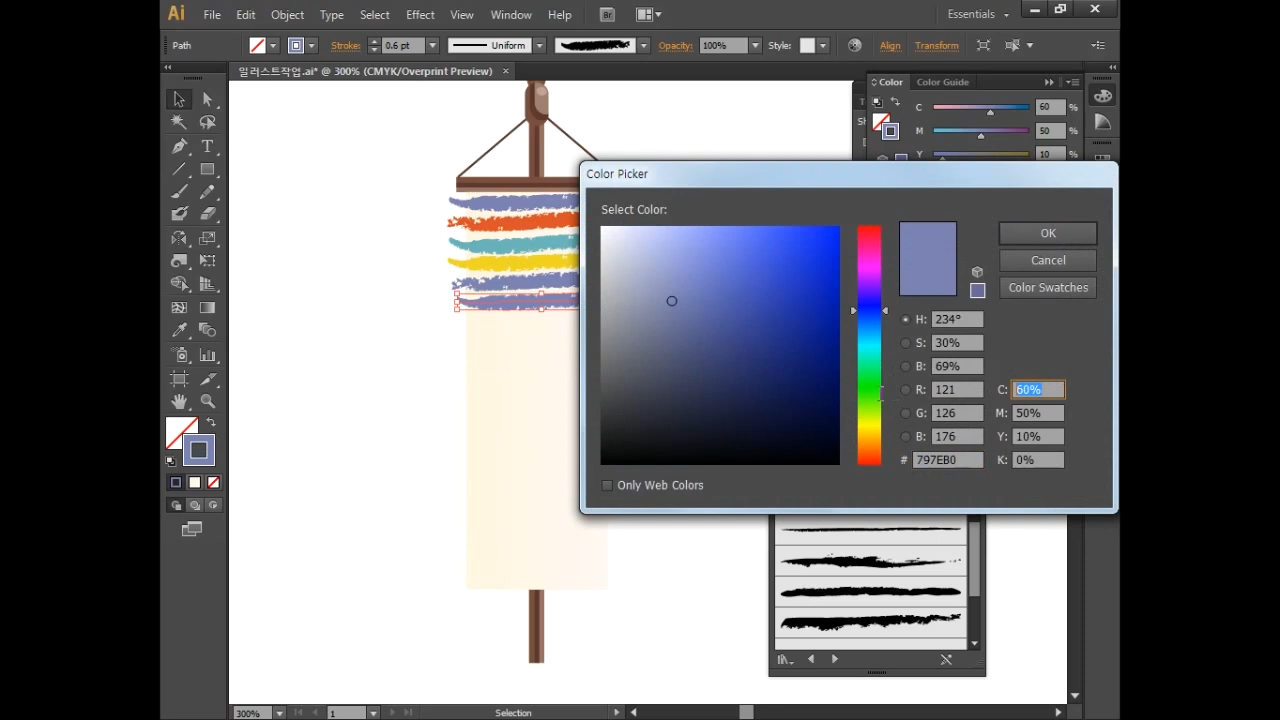 Ai File Edit Object Type Select Effect View Window Help Br Essentials
Path Stroke: 0.6 pt Uniform Opacity: 100% Style: Align Transform
일러스트작업.ai* @ 300% (CMYK/Overprint Preview) ×
Color Color Guide
C 60 %
M 50 %
Y 10 %
Color Picker
Select Color:
OK
Cancel
Color Swatches
H: 234°
S: 30%
B: 69%
R: 121 C: 60%
G: 126 M: 50%
B: 176 Y: 10%
# 797EB0 K: 0%
Only Web Colors
300% 1 Selection